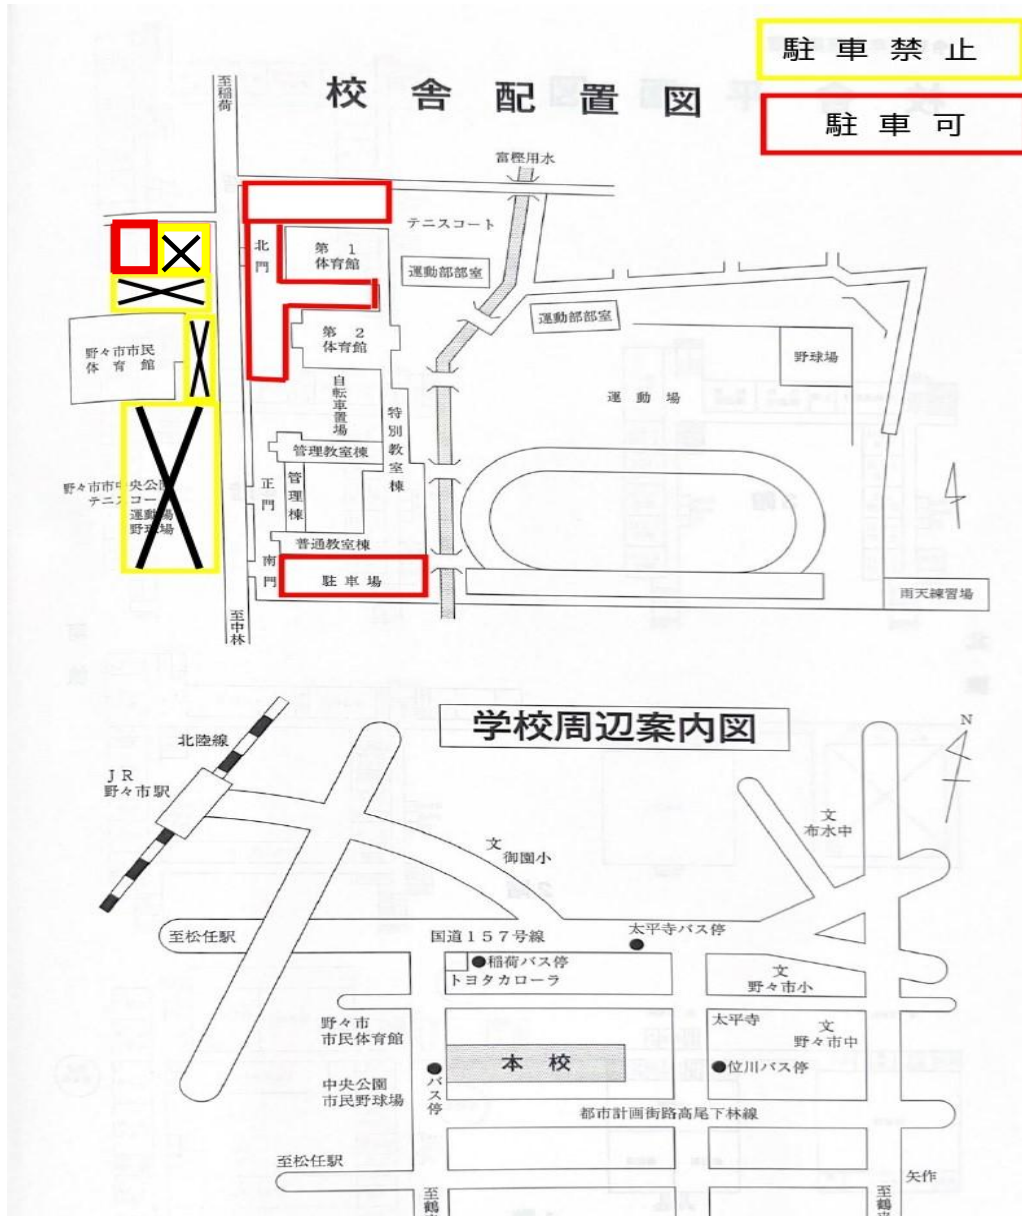 駐車禁止
駐車可
校舎配置図
至稲荷
富樫用水
テニスコート
北門
第1
体育館
運動部部室
運動部部室
第2
体育館
野々市市民
体育館
野球場
自転車置場
運動場
特別教室棟
管理教室棟
管理棟
正門
野々市市中央公園
テニスコート
運動場
野球場
普通教室棟
南門
駐車場
雨天練習場
至中林
学校周辺案内図
N
北陸線
JR
野々市駅
文
布水中
文
御園小
至松任駅
国道157号線
太平寺バス停
稲荷バス停
トヨタカローラ
文
野々市小
野々市
市民体育館
太平寺
文
野々市中
本校
バス停
位川バス停
中央公園
市民野球場
都市計画街路高尾下林線
至松任駅
矢作
至鶴
至鶴